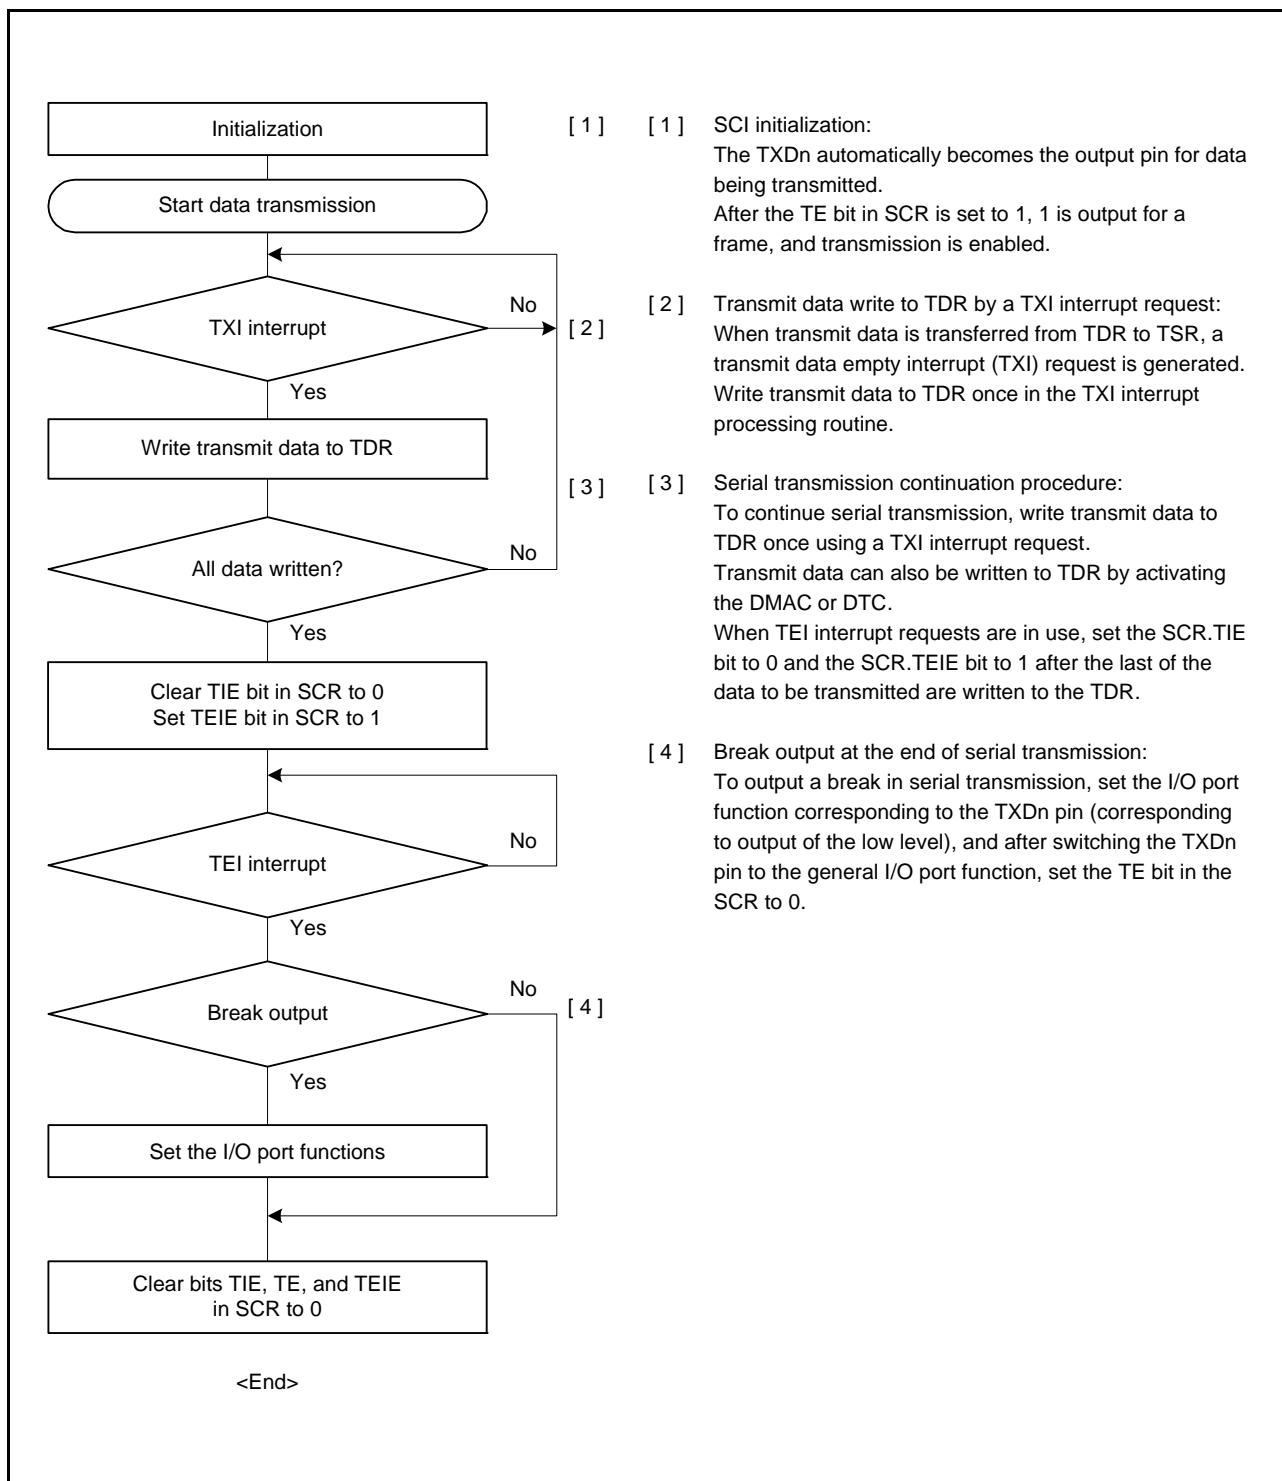 Initialization
[ 1 ]
Start data transmission
TXI interrupt
No
[ 2 ]
Yes
Write transmit data to TDR
[ 3 ]
All data written?
No
Yes
Clear TIE bit in SCR to 0
Set TEIE bit in SCR to 1
TEI interrupt
No
Yes
Break output
No
[ 4 ]
Yes
Set the I/O port functions
Clear bits TIE, TE, and TEIE
in SCR to 0
<End>
[ 1 ] SCI initialization:
The TXDn automatically becomes the output pin for data
being transmitted.
After the TE bit in SCR is set to 1, 1 is output for a
frame, and transmission is enabled.
[ 2 ] Transmit data write to TDR by a TXI interrupt request:
When transmit data is transferred from TDR to TSR, a
transmit data empty interrupt (TXI) request is generated.
Write transmit data to TDR once in the TXI interrupt
processing routine.
[ 3 ] Serial transmission continuation procedure:
To continue serial transmission, write transmit data to
TDR once using a TXI interrupt request.
Transmit data can also be written to TDR by activating
the DMAC or DTC.
When TEI interrupt requests are in use, set the SCR.TIE
bit to 0 and the SCR.TEIE bit to 1 after the last of the
data to be transmitted are written to the TDR.
[ 4 ] Break output at the end of serial transmission:
To output a break in serial transmission, set the I/O port
function corresponding to the TXDn pin (corresponding
to output of the low level), and after switching the TXDn
pin to the general I/O port function, set the TE bit in the
SCR to 0.